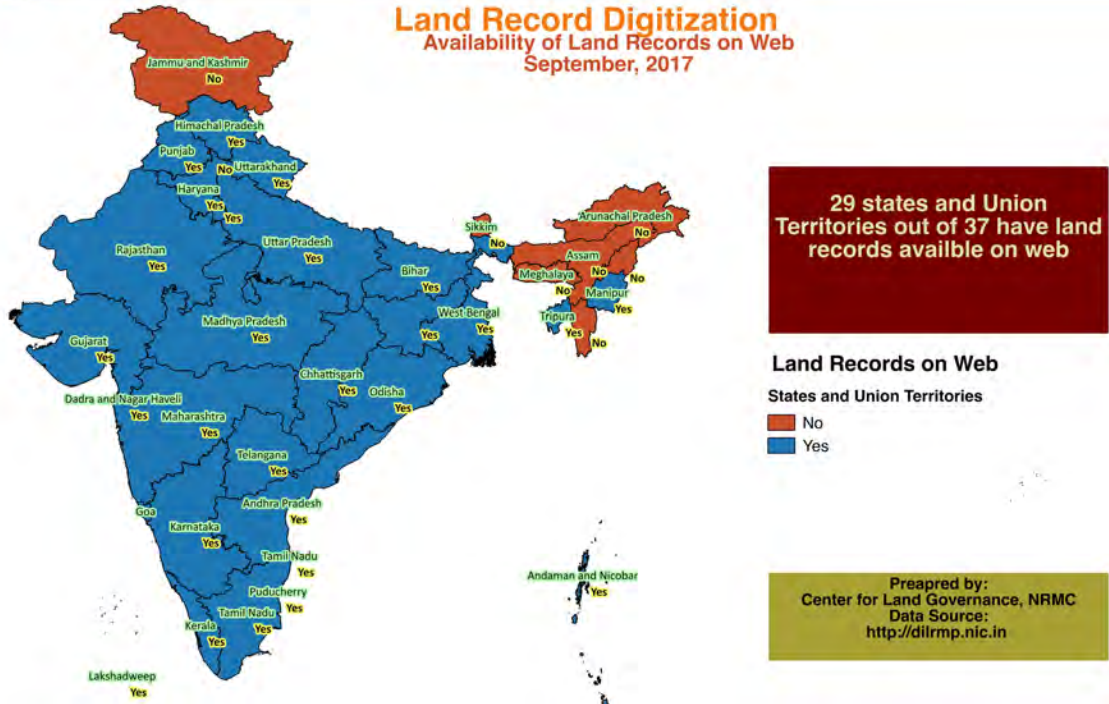 Land Record Digitization
Availability of Land Records on Web
September, 2017
Jammu and Kashmir
No
Himachal Pradesh
Yes
Punjab
Yes
No
Uttarakhand
Yes
Haryana
Yes
Yes
Rajasthan
Yes
Uttar Pradesh
Yes
Sikkim
No
Arunachal Pradesh
No
Bihar
Yes
Assam
No
No
Meghalaya
No
Manipur
Yes
Tripura
Yes
No
West Bengal
Yes
Yes
Madhya Pradesh
Yes
Gujarat
Yes
Chhattisgarh
Yes
Odisha
Yes
Dadra and Nagar Haveli
Yes
Maharashtra
Yes
Telangana
Yes
Goa
Andhra Pradesh
Yes
Karnataka
Yes
Tamil Nadu
Yes
Puducherry
Yes
Tamil Nadu
Yes
Kerala
Yes
Lakshadweep
Yes
Andaman and Nicobar
Yes
29 states and Union
Territories out of 37 have land
records availble on web
Land Records on Web
States and Union Territories
No
Yes
Preapred by:
Center for Land Governance, NRMC
Data Source:
http://dilrmp.nic.in